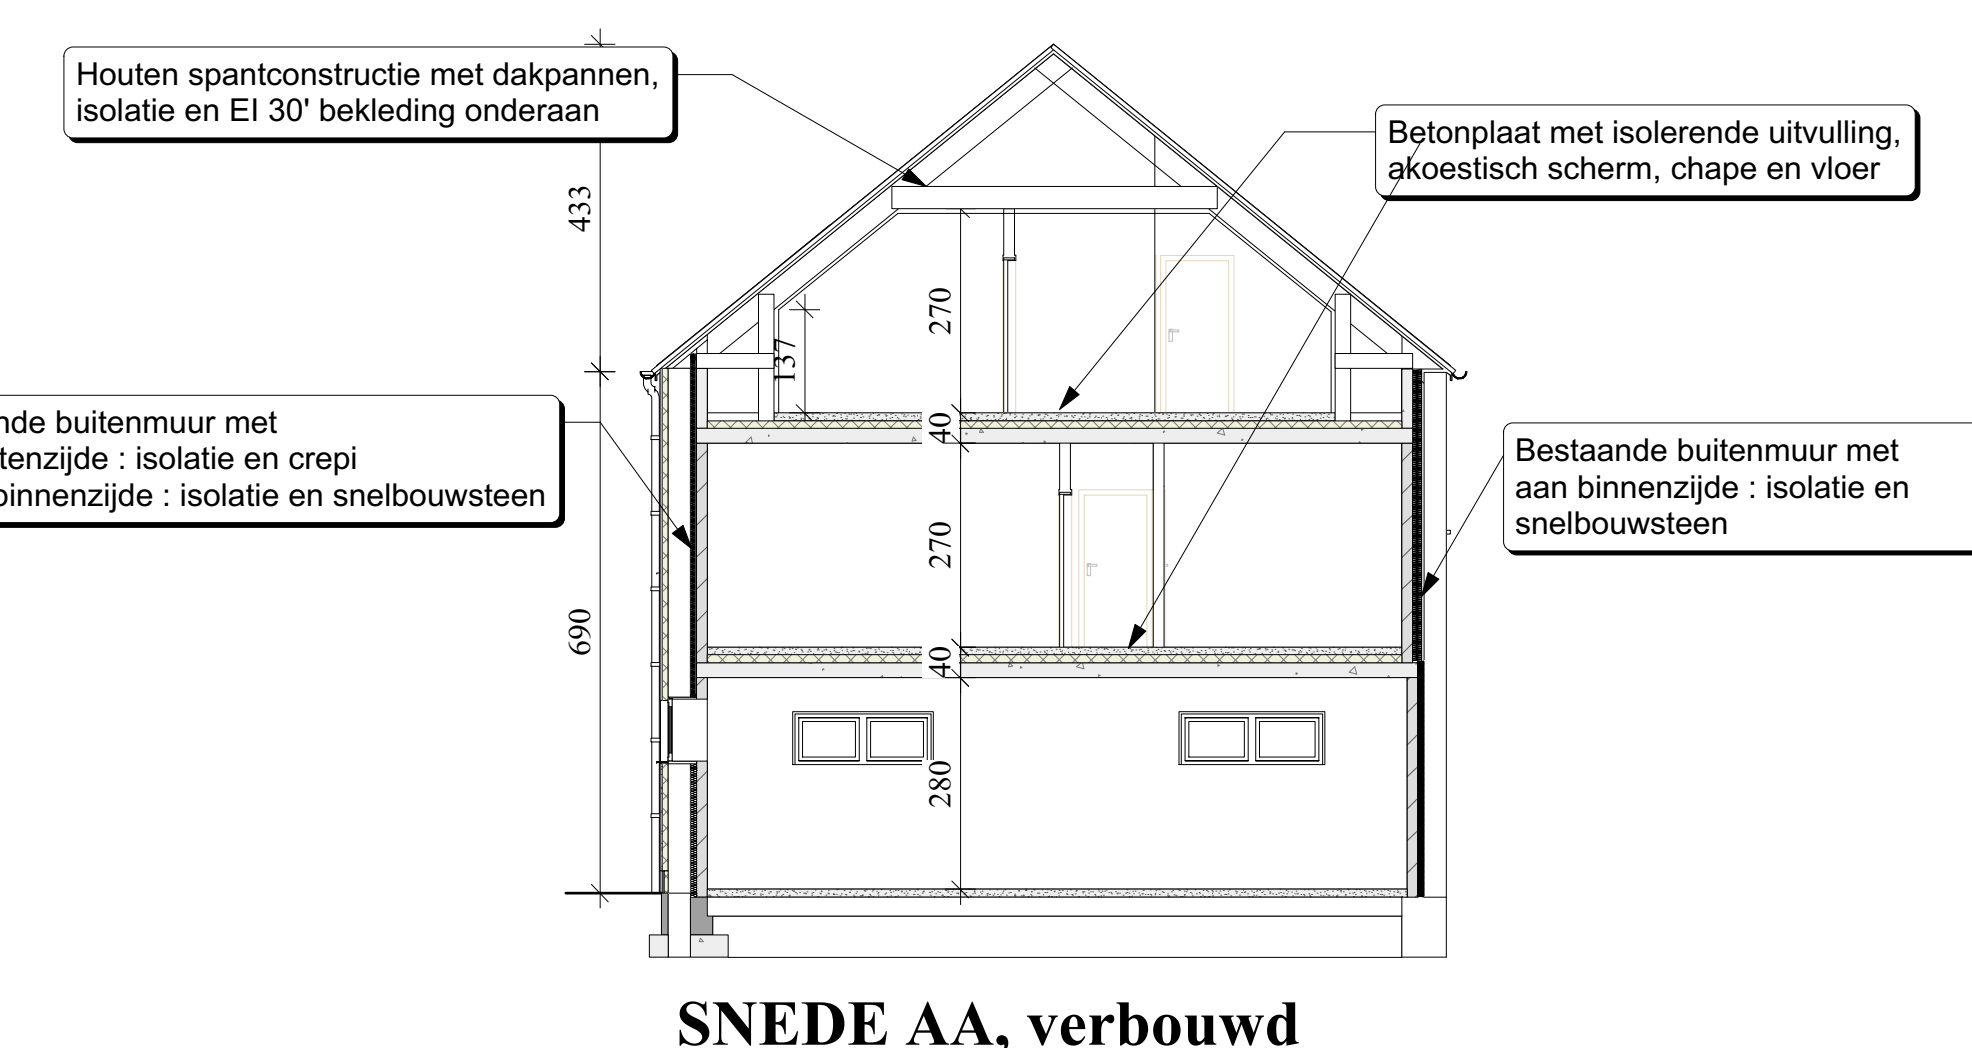 Houten spantconstructie met dakpannen,
isolatie en EI 30' bekleding onderaan
Betonplaat met isolerende uitvulling,
akoestisch scherm, chape en vloer
433
270
137
40
buitenmuur met
: isolatie en crepi
binnenzijde : isolatie en snelbouwsteen
Bestaande buitenmuur met
aan binnenzijde : isolatie en
snelbouwsteen
270
690
40
280
SNEDE AA, verbouwd